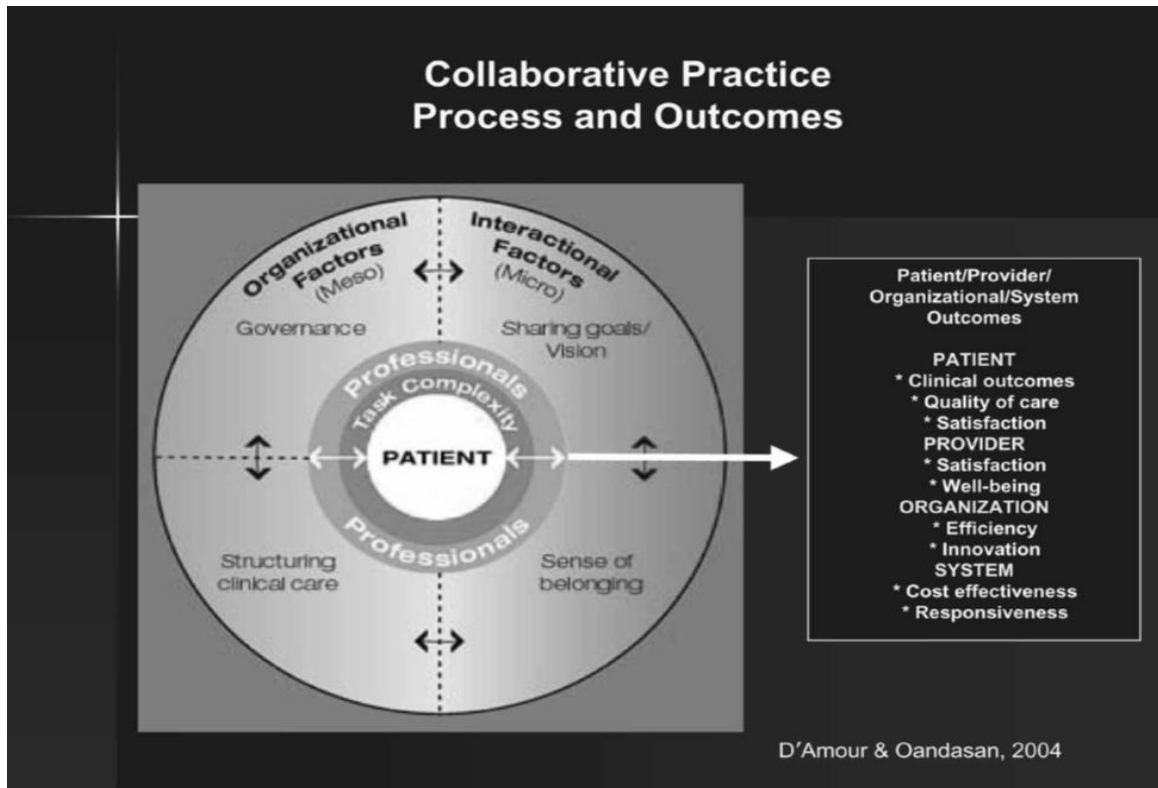 Collaborative Practice
Process and Outcomes
Organizational
Factors
(Meso)
Interactional
Factors
(Micro)
Governance
Sharing goals/
Vision
Professionals
Task Complexity
PATIENT
Professionals
Structuring
clinical care
Sense of
belonging
Patient/Provider/
Organizational/System
Outcomes
PATIENT
* Clinical outcomes
* Quality of care
* Satisfaction
PROVIDER
* Satisfaction
* Well-being
ORGANIZATION
* Efficiency
* Innovation
SYSTEM
* Cost effectiveness
* Responsiveness
D’Amour & Oandasan, 2004